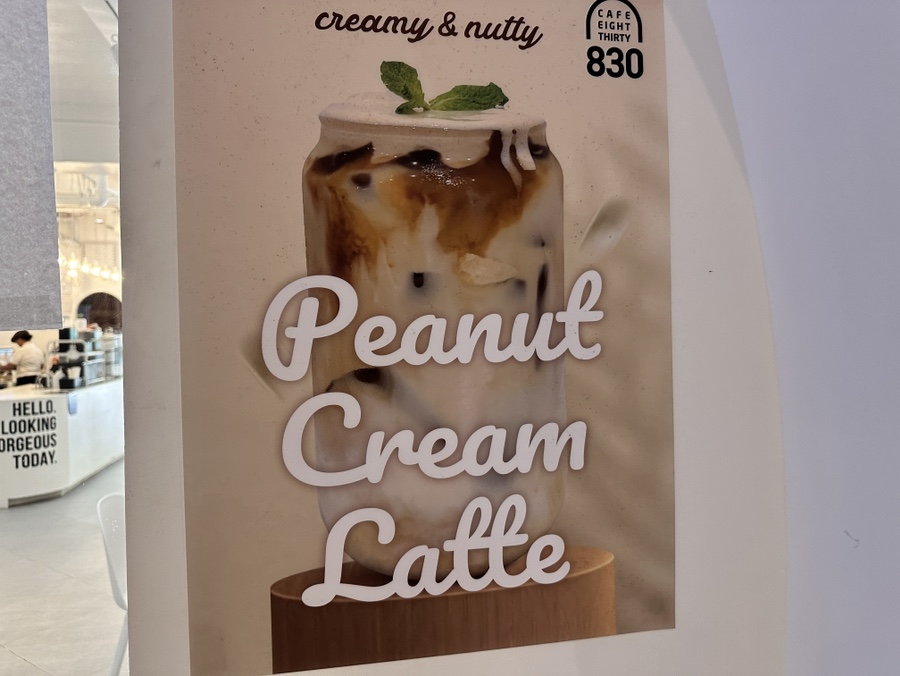 creamy & nutty
CAFE
EIGHT
THIRTY
830
Peanut
Cream
Latte
HELLO.
LOOKING
ORGEOUS
TODAY.